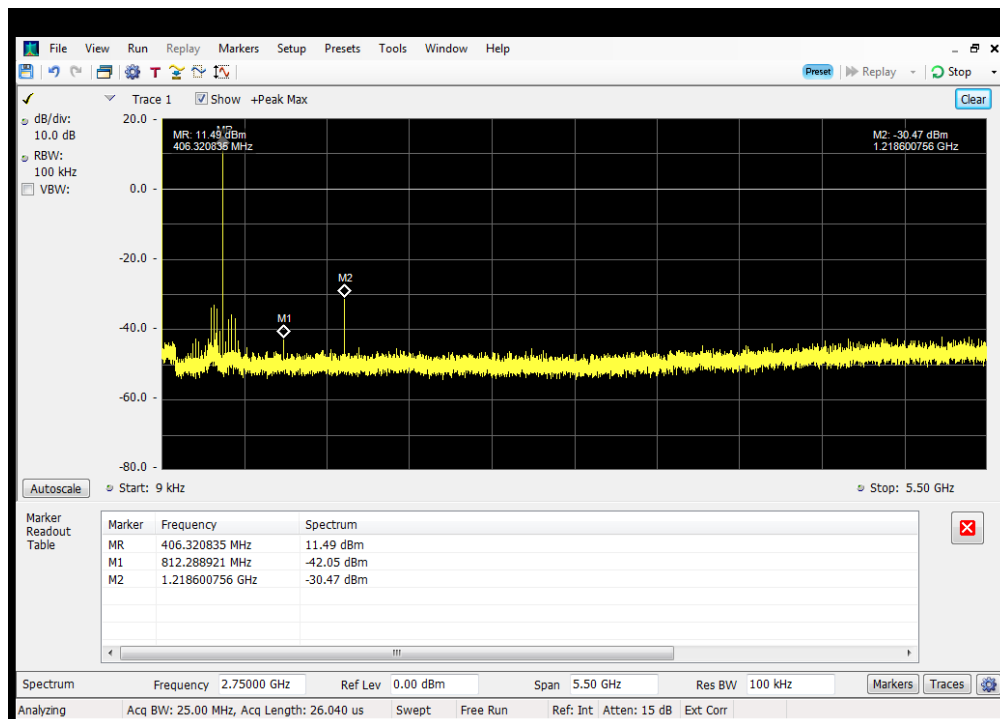 File View Run Replay Markers Setup Presets Tools Window Help
T Preset Replay Stop
Trace 1 Show +Peak Max Clear
dB/div:
10.0 dB
RBW:
100 kHz
VBW:
20.0
0.0
-20.0
-40.0
-60.0
-80.0
MR: 11.49 dBm
406.320835 MHz
M2: -30.47 dBm
1.218600756 GHz
M2
M1
Autoscale Start: 9 kHz Stop: 5.50 GHz
Marker
Readout
Table
Marker Frequency Spectrum
MR 406.320835 MHz 11.49 dBm
M1 812.288921 MHz -42.05 dBm
M2 1.218600756 GHz -30.47 dBm
Spectrum Frequency 2.75000 GHz Ref Lev 0.00 dBm Span 5.50 GHz Res BW 100 kHz Markers Traces
Analyzing Acq BW: 25.00 MHz, Acq Length: 26.040 us Swept Free Run Ref: Int Atten: 15 dB Ext Corr